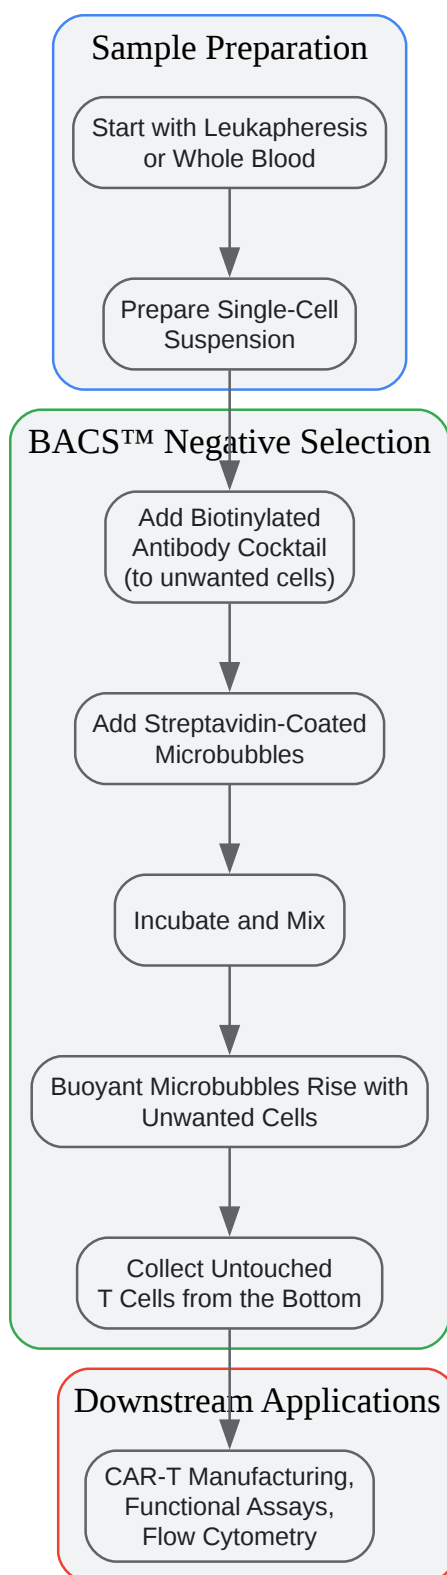 Sample Preparation
Start with Leukapheresis
or Whole Blood
Prepare Single-Cell
Suspension
BACS™ Negative Selection
Add Biotinylated
Antibody Cocktail
(to unwanted cells)
Add Streptavidin-Coated
Microbubbles
Incubate and Mix
Buoyant Microbubbles Rise with
Unwanted Cells
Collect Untouched
T Cells from the Bottom
Downstream Applications
CAR-T Manufacturing,
Functional Assays,
Flow Cytometry